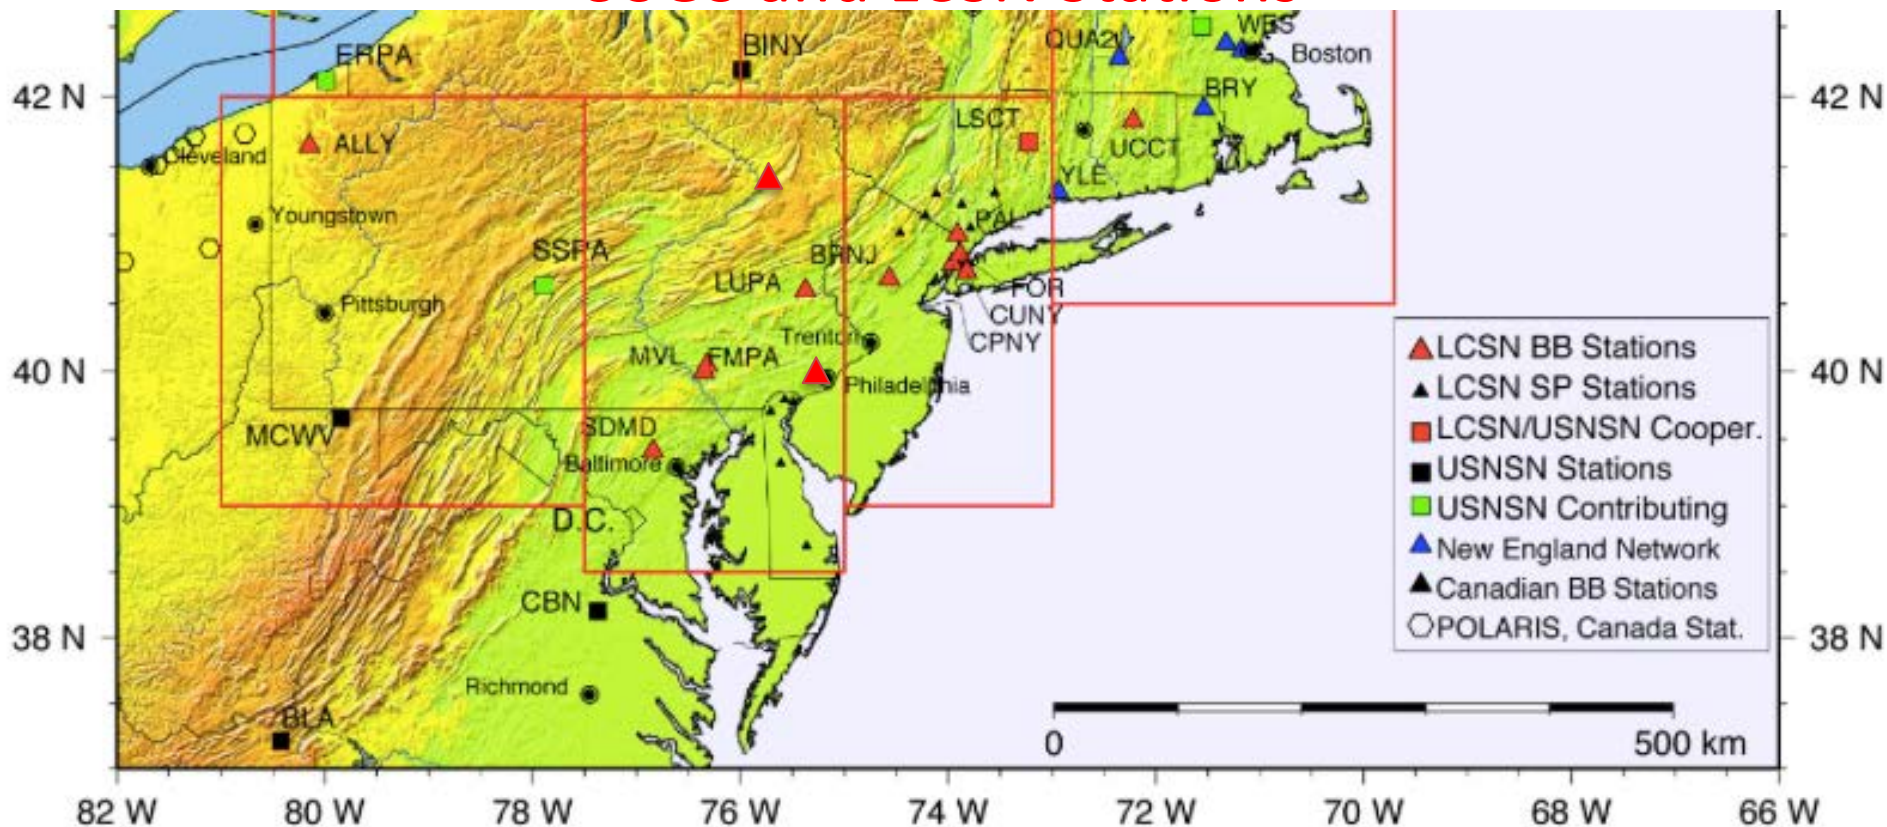 and LCSN Stations
ERPA
BINY
QUA2
WES
Boston
42 N
42 N
BRY
LSCT
ALLY
Cleveland
UCCT
YLE
Youngstown
PAL
SSPA
BRNJ
LUPA
FOR
Pittsburgh
CUNY
Trenton
CPNY
MVL
FMPA
40 N
40 N
Philadelphia
MCWV
SDMD
Baltimore
D.C.
CBN
38 N
38 N
Richmond
BLA
LCSN BB Stations
LCSN SP Stations
LCSN/USNSN Cooper.
USNSN Stations
USNSN Contributing
New England Network
Canadian BB Stations
POLARIS, Canada Stat.
0
500 km
82 W
80 W
78 W
76 W
74 W
72 W
70 W
68 W
66 W